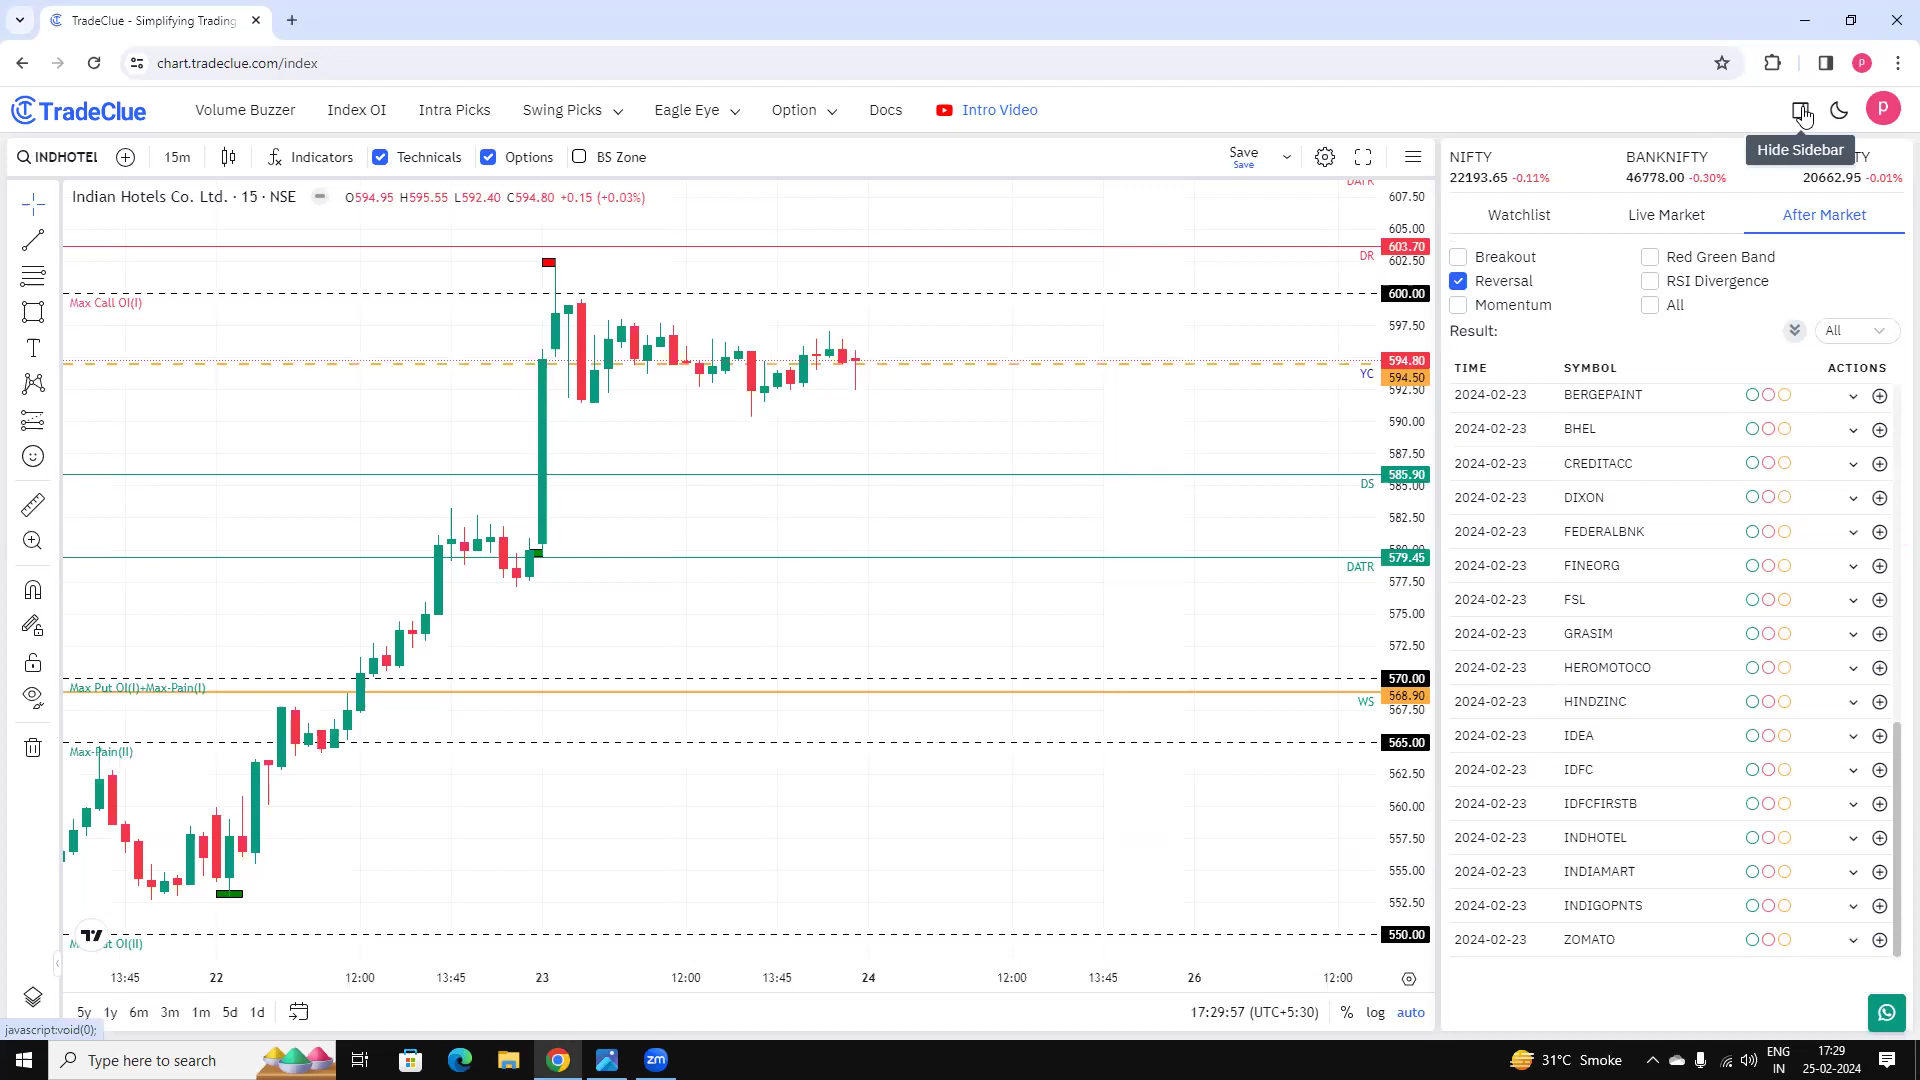 TradeClue - Simplifying Trading
chart.tradeclue.com/index
TradeClue
Volume Buzzer
Index OI
Intra Picks
Swing Picks
Eagle Eye
Option
Docs
Intro Video
P
Hide Sidebar
INDHOTEL
15m
Indicators
Technicals
Options
BS Zone
Save
Save
NIFTY
22193.65 -0.11%
BANKNIFTY
46778.00 -0.30%
20662.95 -0.01%
Watchlist
Live Market
After Market
Indian Hotels Co. Ltd. · 15 · NSE
O594.95 H595.55 L592.40 C594.80 +0.15 (+0.03%)
Breakout
Red Green Band
Reversal
RSI Divergence
Momentum
All
Result:
All
TIME SYMBOL ACTIONS
2024-02-23 BERGEPAINT
2024-02-23 BHEL
2024-02-23 CREDITACC
2024-02-23 DIXON
2024-02-23 FEDERALBNK
2024-02-23 FINEORG
2024-02-23 FSL
2024-02-23 GRASIM
2024-02-23 HEROMOTOCO
2024-02-23 HINDZINC
2024-02-23 IDEA
2024-02-23 IDFC
2024-02-23 IDFCFIRSTB
2024-02-23 INDHOTEL
2024-02-23 INDIAMART
2024-02-23 INDIGOPNTS
2024-02-23 ZOMATO
DATR
607.50
605.00
603.70
DR
602.50
600.00
Max Call OI(I)
597.50
594.80
YC
594.50
592.50
590.00
587.50
585.90
DS
585.00
582.50
580.00
579.45
DATR
577.50
575.00
572.50
570.00
Max Put OI(I)+Max-Pain(I)
568.90
WS
567.50
565.00
Max-Pain(II)
562.50
560.00
557.50
555.00
552.50
550.00
13:45 22 12:00 13:45 23 12:00 13:45 24 12:00 13:45 26 12:00
5y 1y 6m 3m 1m 5d 1d
17:29:57 (UTC+5:30)
% log auto
javascript:void(0);
Type here to search
zm
31°C Smoke
ENG
IN
17:29
25-02-2024